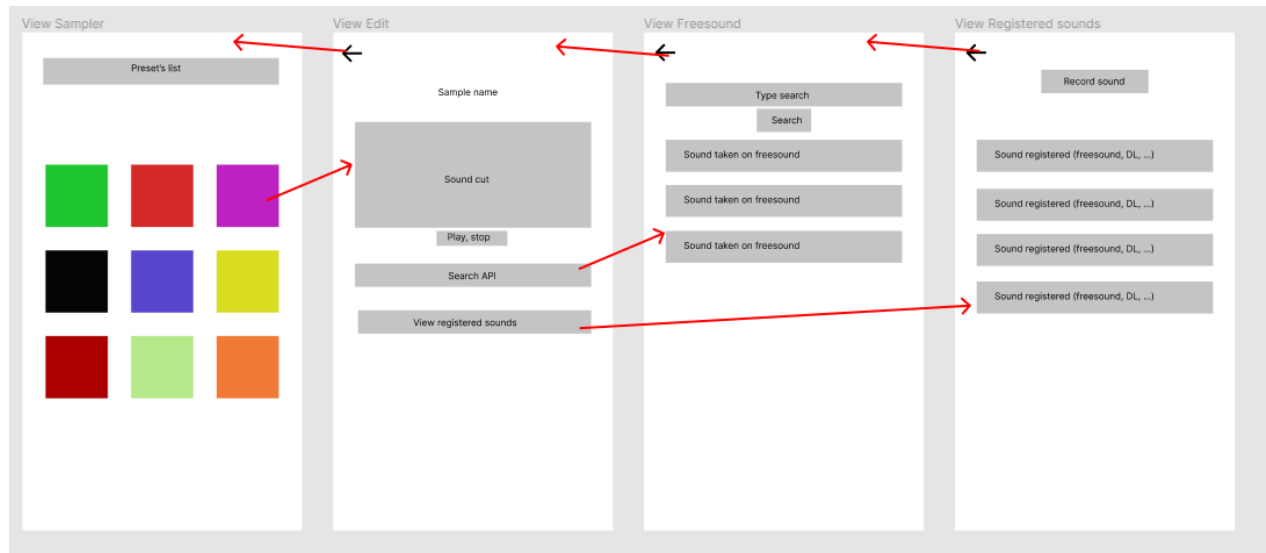 View Sampler
Preset's list
View Edit
Sample name
Sound cut
Play, stop
Search API
View registered sounds
View Freesound
Type search
Search
Sound taken on freesound
Sound taken on freesound
Sound taken on freesound
View Registered sounds
Record sound
Sound registered (freesound, DL, ...)
Sound registered (freesound, DL, ...)
Sound registered (freesound, DL, ...)
Sound registered (freesound, DL, ...)